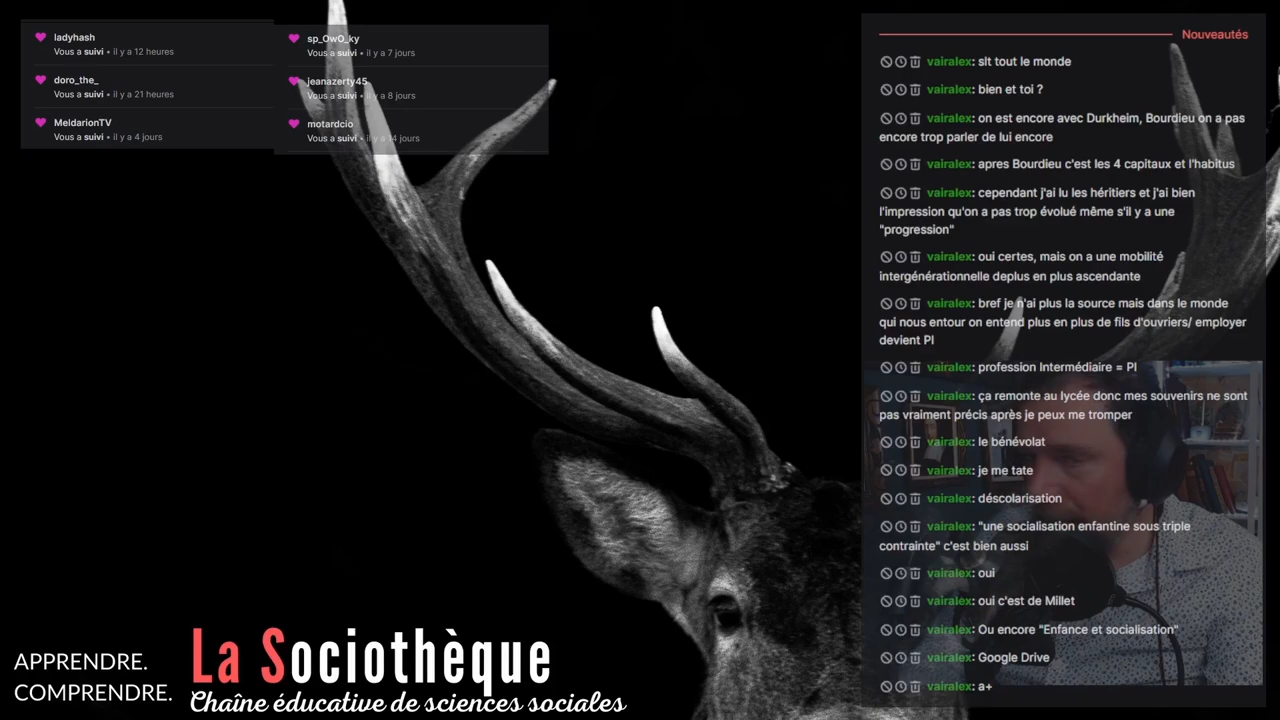 ladyhash
Vous a suivi • il y a 12 heures
doro_the_
Vous a suivi • il y a 21 heures
MeldarionTV
Vous a suivi • il y a 4 jours
sp_OwO_ky
Vous a suivi • il y a 7 jours
jeanazerty45
Vous a suivi • il y a 8 jours
motardcio
Vous a suivi • il y a 14 jours
Nouveautés
vairalex: slt tout le monde
vairalex: bien et toi ?
vairalex: on est encore avec Durkheim, Bourdieu on a pas
encore trop parler de lui encore
vairalex: apres Bourdieu c'est les 4 capitaux et l'habitus
vairalex: cependant j'ai lu les héritiers et j'ai bien
l'impression qu'on a pas trop évolué même s'il y a une
"progression"
vairalex: oui certes, mais on a une mobilité
intergénérationnelle deplus en plus ascendante
vairalex: bref je n'ai plus la source mais dans le monde
qui nous entour on entend plus en plus de fils d'ouvriers/ employer
devient PI
vairalex: profession Intermédiaire = PI
vairalex: ça remonte au lycée donc mes souvenirs ne sont
pas vraiment précis après je peux me tromper
vairalex: le bénévolat
vairalex: je me tate
vairalex: déscolarisation
vairalex: "une socialisation enfantine sous triple
contrainte" c'est bien aussi
vairalex: oui
vairalex: oui c'est de Millet
vairalex: Ou encore "Enfance et socialisation"
vairalex: Google Drive
vairalex: a+
APPRENDRE.
COMPRENDRE.
La Sociothèque
Chaîne éducative de sciences sociales